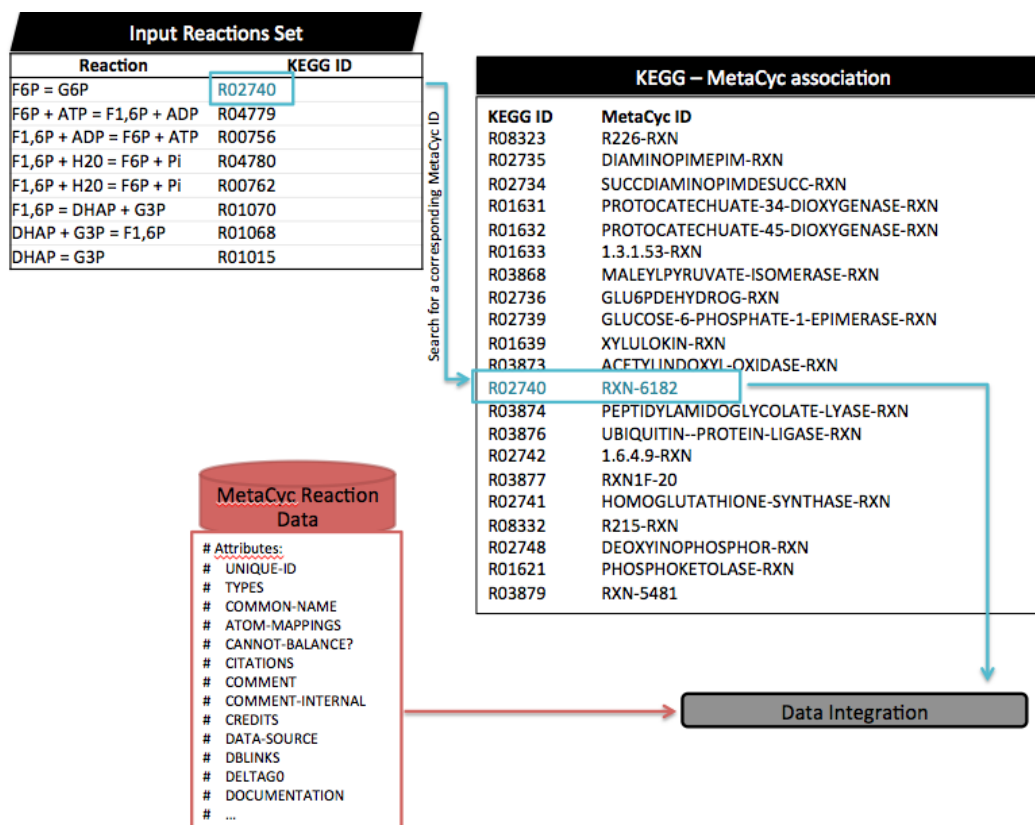 Input Reactions Set
Reaction KEGG ID
F6P = G6P R02740
F6P + ATP = F1,6P + ADP R04779
F1,6P + ADP = F6P + ATP R00756
F1,6P + H20 = F6P + Pi R04780
F1,6P + H20 = F6P + Pi R00762
F1,6P = DHAP + G3P R01070
DHAP + G3P = F1,6P R01068
DHAP = G3P R01015
Search for a corresponding MetaCyc ID
KEGG – MetaCyc association
KEGG ID MetaCyc ID
R08323 R226-RXN
R02735 DIAMINOPIMEPIM-RXN
R02734 SUCCDIAMINOPIMDESUCC-RXN
R01631 PROTOCATECHUATE-34-DIOXYGENASE-RXN
R01632 PROTOCATECHUATE-45-DIOXYGENASE-RXN
R01633 1.3.1.53-RXN
R03868 MALEYLPYRUVATE-ISOMERASE-RXN
R02736 GLU6PDEHYDROG-RXN
R02739 GLUCOSE-6-PHOSPHATE-1-EPIMERASE-RXN
R01639 XYLULOKIN-RXN
R03873 ACETYLINDOXYL-OXIDASE-RXN
R02740 RXN-6182
R03874 PEPTIDYLAMIDOGLYCOLATE-LYASE-RXN
R03876 UBIQUITIN--PROTEIN-LIGASE-RXN
R02742 1.6.4.9-RXN
R03877 RXN1F-20
R02741 HOMOGLUTATHIONE-SYNTHASE-RXN
R08332 R215-RXN
R02748 DEOXYINOPHOSPHOR-RXN
R01621 PHOSPHOKETOLASE-RXN
R03879 RXN-5481
MetaCyc Reaction
Data
# Attributes:
# UNIQUE-ID
# TYPES
# COMMON-NAME
# ATOM-MAPPINGS
# CANNOT-BALANCE?
# CITATIONS
# COMMENT
# COMMENT-INTERNAL
# CREDITS
# DATA-SOURCE
# DBLINKS
# DELTAG0
# DOCUMENTATION
# ...
Data Integration